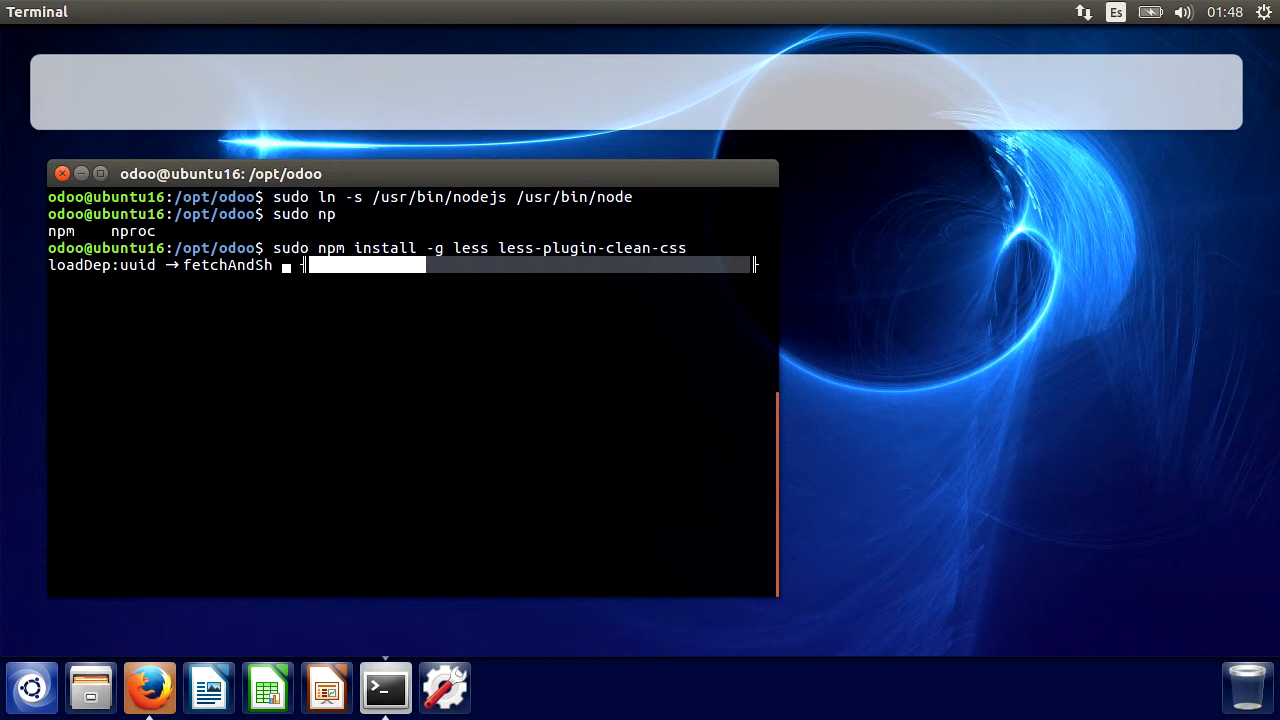 Terminal
Es
01:48
odoo@ubuntu16: /opt/odoo
odoo@ubuntu16:/opt/odoo$ sudo ln -s /usr/bin/nodejs /usr/bin/node
odoo@ubuntu16:/opt/odoo$ sudo np
npm    nproc
odoo@ubuntu16:/opt/odoo$ sudo npm install -g less less-plugin-clean-css
loadDep:uuid → fetchAndSh